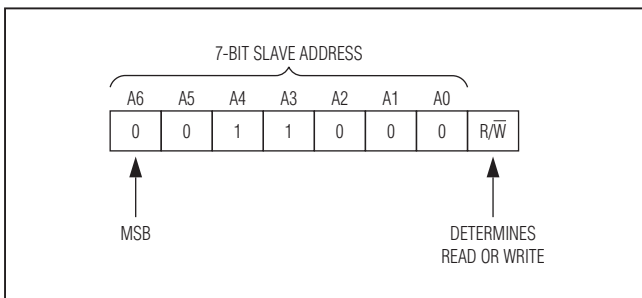 7-BIT SLAVE ADDRESS
A6 A5 A4 A3 A2 A1 A0
0 0 1 1 0 0 0 R/W̅
MSB
DETERMINES
READ OR WRITE